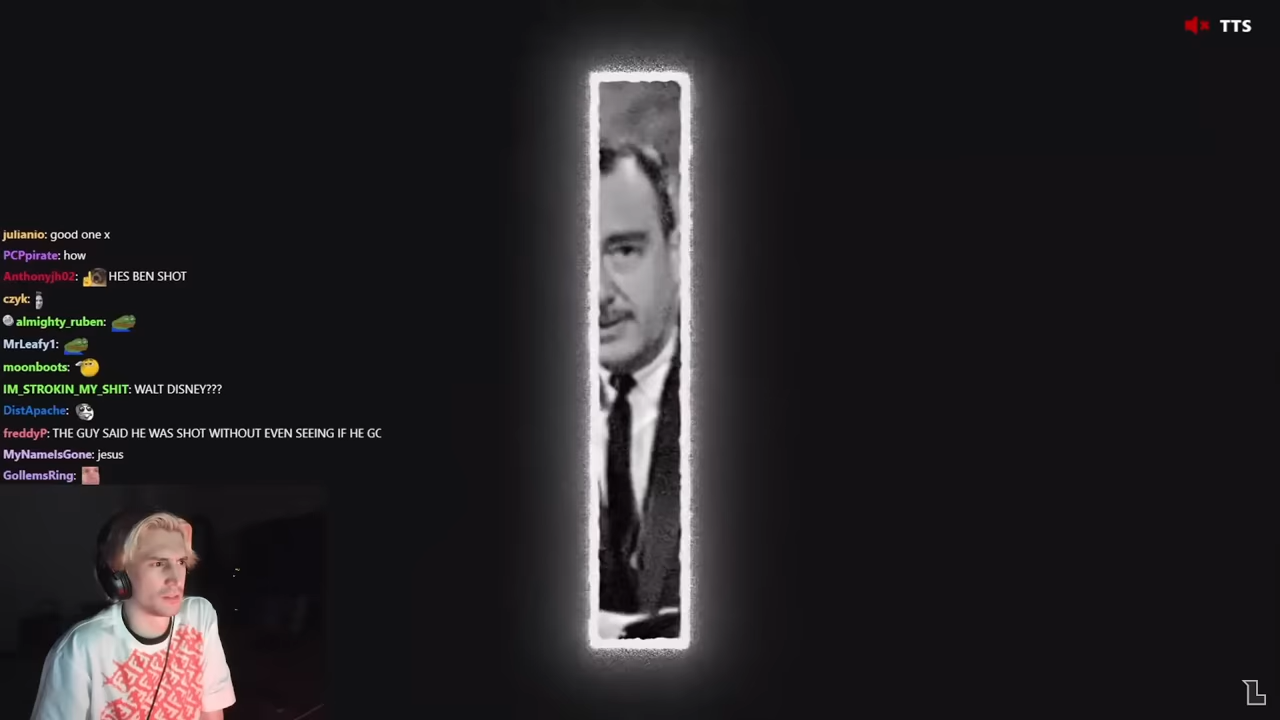 TTS
julianio: good one x
PCPpirate: how
Anthonyjh02: HES BEN SHOT
czyk:
almighty_ruben:
MrLeafy1:
moonboots:
IM_STROKIN_MY_SHIT: WALT DISNEY???
DistApache:
freddyP: THE GUY SAID HE WAS SHOT WITHOUT EVEN SEEING IF HE GC
MyNameIsGone: jesus
GollemsRing: